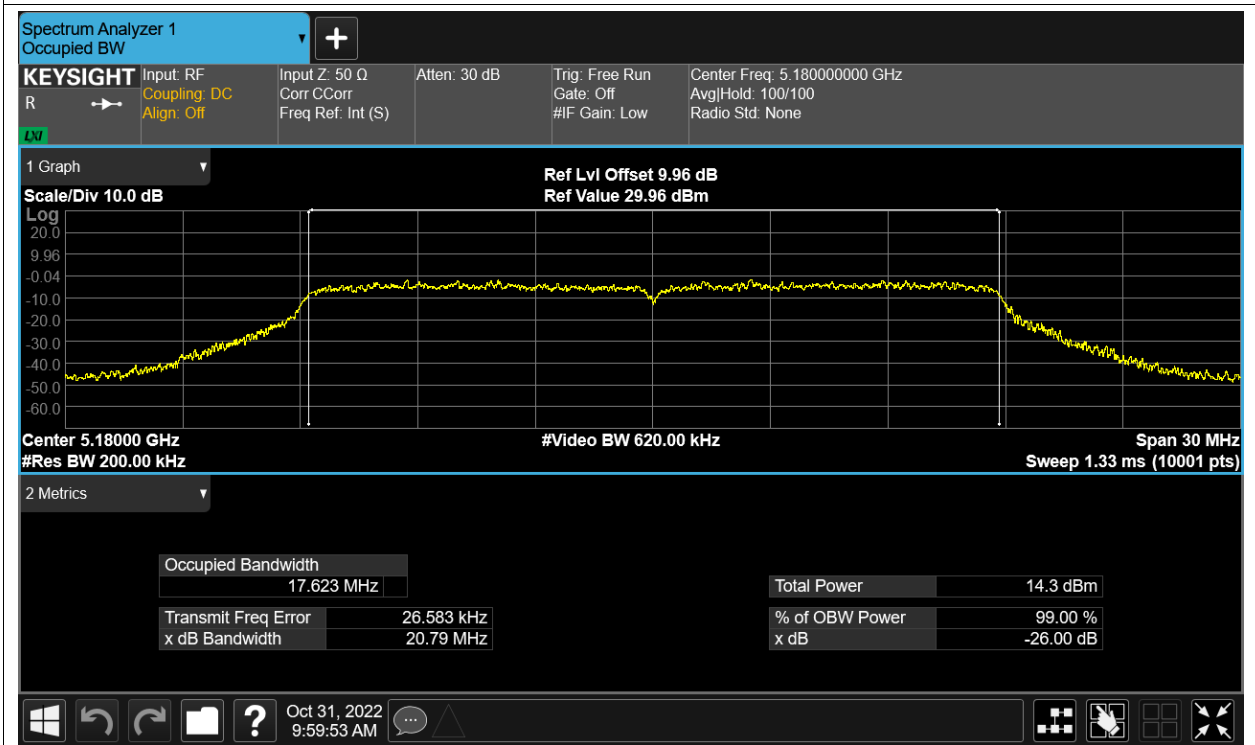 Spectrum Analyzer 1
Occupied BW
KEYSIGHT
R
LXI
Input: RF
Coupling: DC
Align: Off
Input Z: 50 Ω
Corr CCorr
Freq Ref: Int (S)
Atten: 30 dB
Trig: Free Run
Gate: Off
#IF Gain: Low
Center Freq: 5.180000000 GHz
Avg|Hold: 100/100
Radio Std: None
1 Graph
Scale/Div 10.0 dB
Ref Lvl Offset 9.96 dB
Ref Value 29.96 dBm
Log
20.0
9.96
-0.04
-10.0
-20.0
-30.0
-40.0
-50.0
-60.0
Center 5.18000 GHz
#Res BW 200.00 kHz
#Video BW 620.00 kHz
Span 30 MHz
Sweep 1.33 ms (10001 pts)
2 Metrics
Occupied Bandwidth
17.623 MHz
Transmit Freq Error 26.583 kHz
x dB Bandwidth 20.79 MHz
Total Power 14.3 dBm
% of OBW Power 99.00 %
x dB -26.00 dB
?
Oct 31, 2022
9:59:53 AM